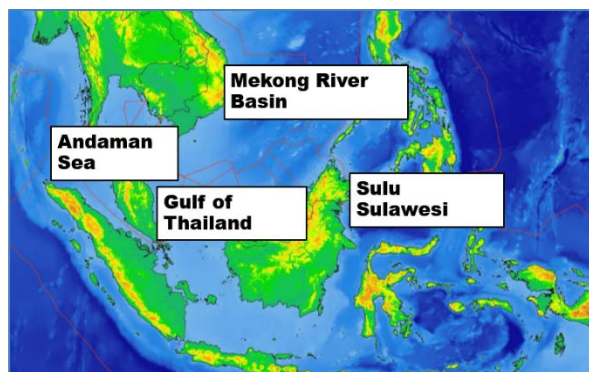 Mekong River
Basin
Andaman
Sea
Gulf of
Thailand
Sulu
Sulawesi